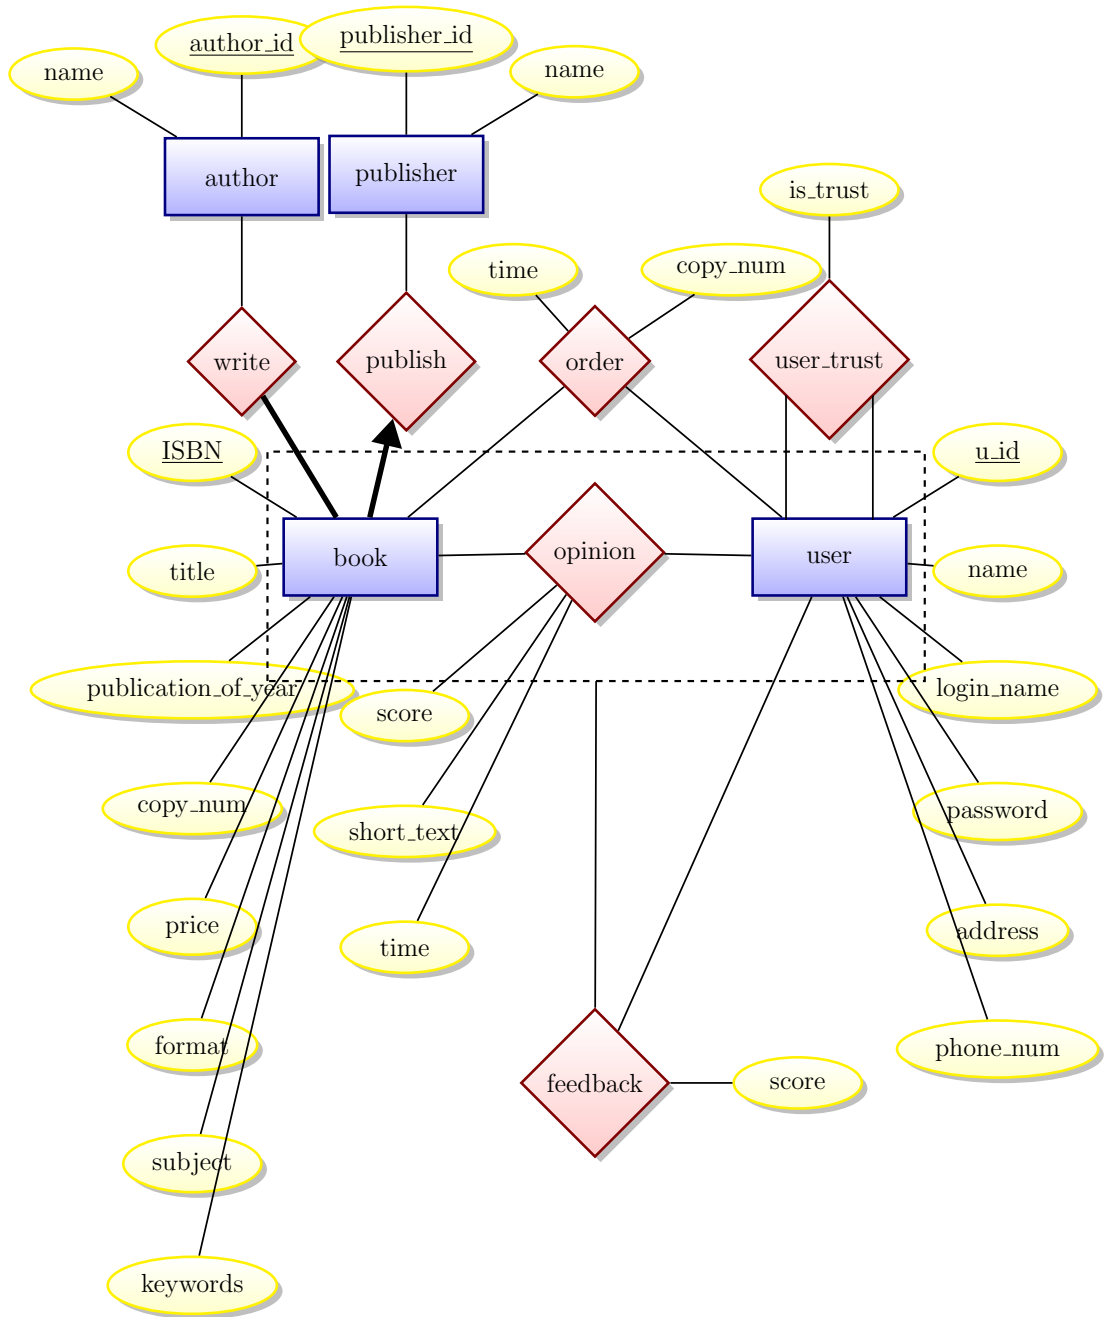 author_id
publisher_id
name
name
author
publisher
is_trust
time
copy_num
write
publish
order
user_trust
ISBN
u_id
book
opinion
user
title
name
publication_of_year
score
login_name
copy_num
short_text
password
price
time
address
format
feedback
score
phone_num
subject
keywords